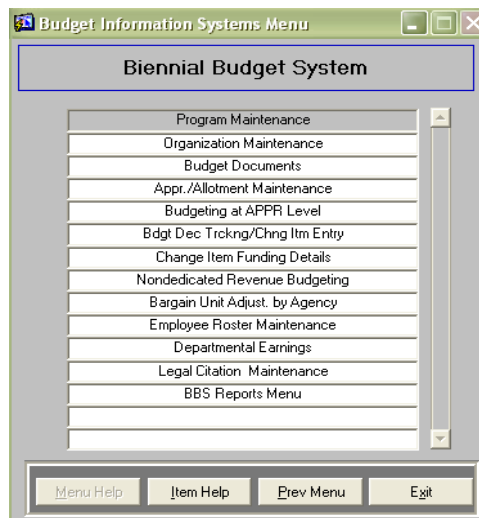 Budget Information Systems Menu
Biennial Budget System
Program Maintenance
Organization Maintenance
Budget Documents
Appr./Allotment Maintenance
Budgeting at APPR Level
Bdgt Dec Trckng/Chng Itm Entry
Change Item Funding Details
Nondedicated Revenue Budgeting
Bargain Unit Adjust. by Agency
Employee Roster Maintenance
Departmental Earnings
Legal Citation  Maintenance
BBS Reports Menu
Menu Help Item Help Prev Menu Exit